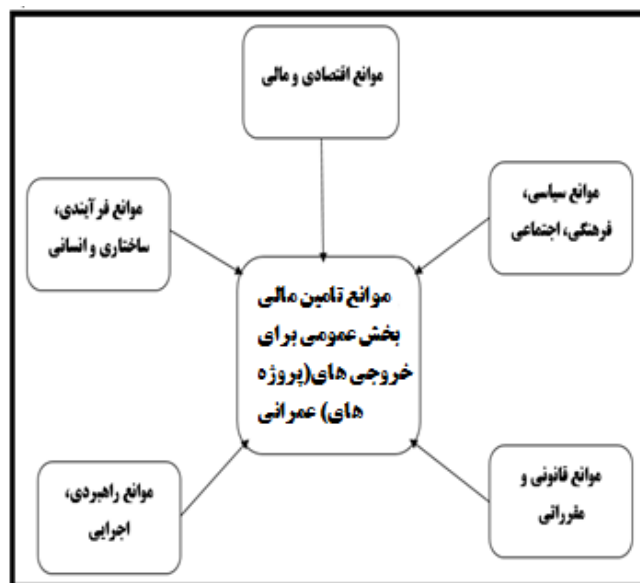 موانع اقتصادی و مالی
موانع سیاسی،
فرهنگی، اجتماعی
موانع فرآیندی،
ساختاری و انسانی
موانع تامین مالی
بخش عمومی برای
خروجی های(پروژه
های) عمرانی
موانع قانونی و
مقرراتی
موانع راهبردی،
اجرایی